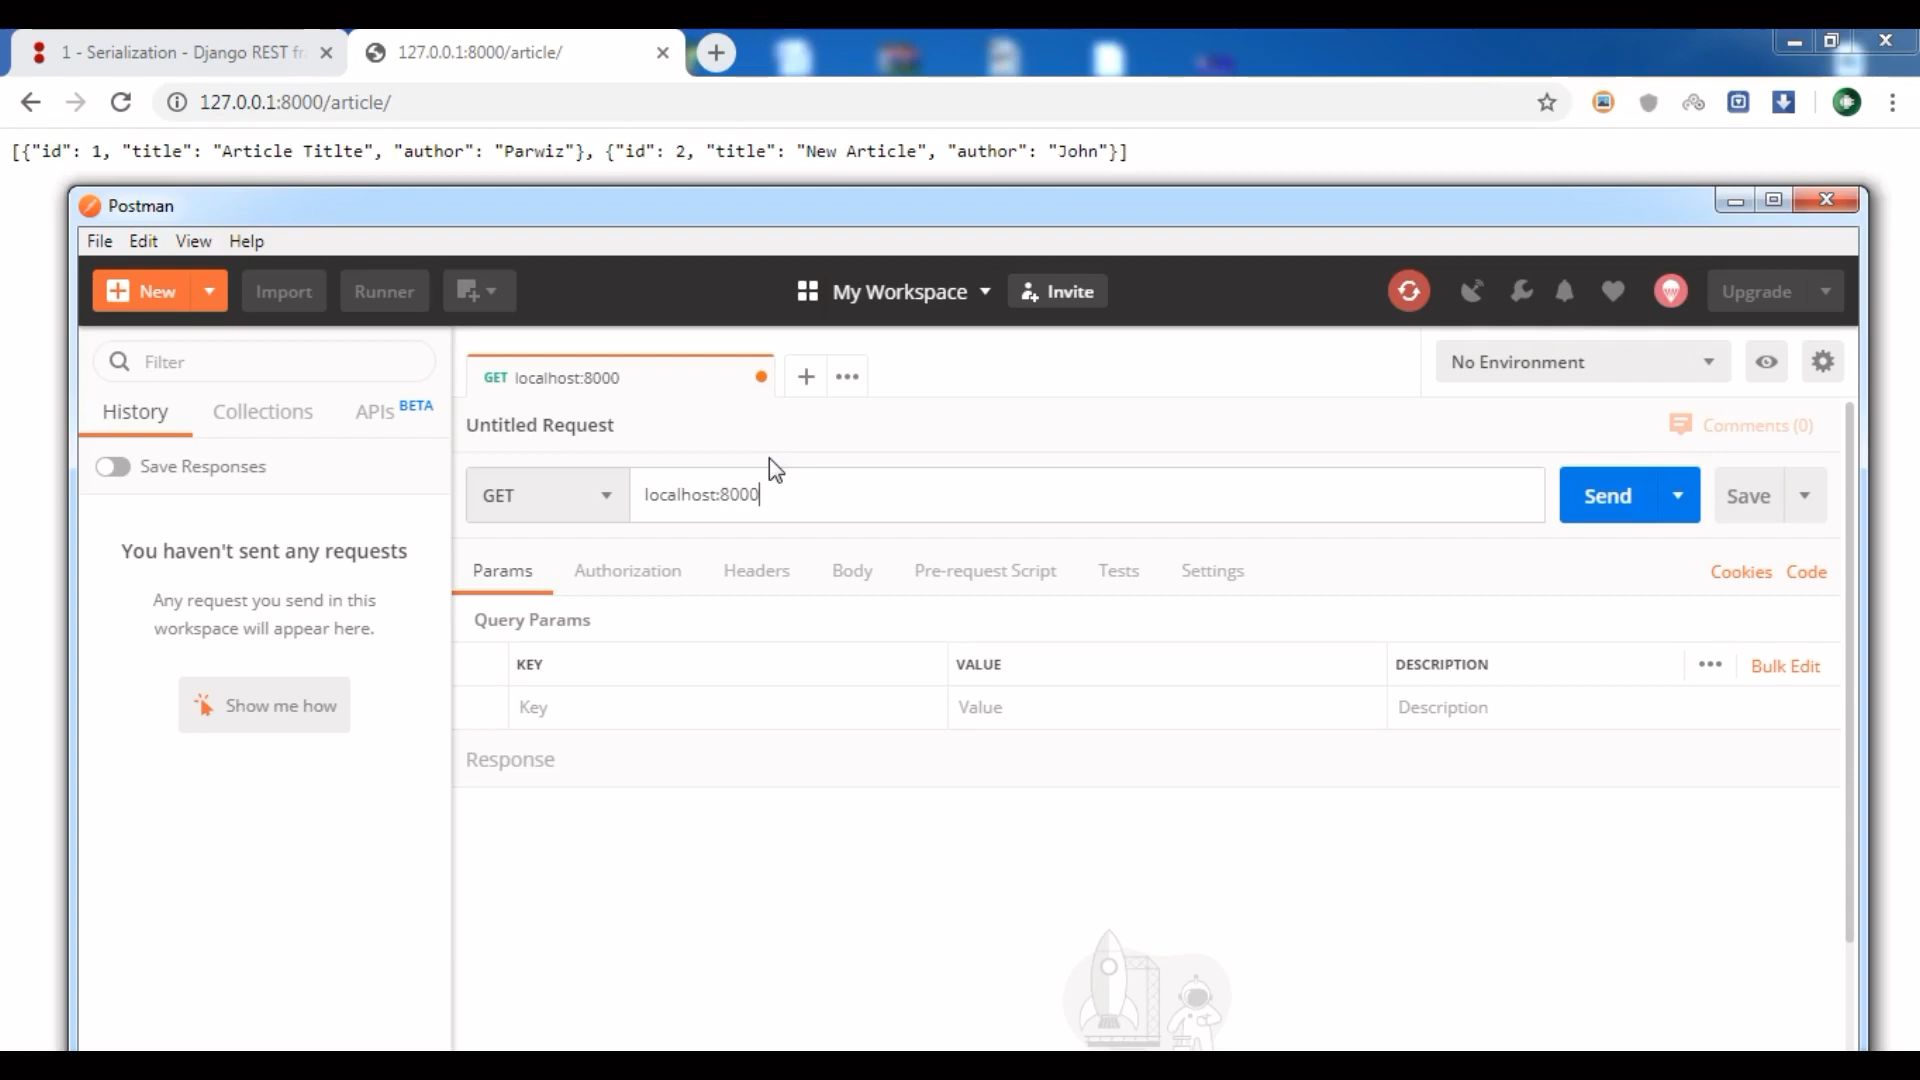 1 - Serialization - Django REST fr
127.0.0.1:8000/article/
127.0.0.1:8000/article/
[{"id": 1, "title": "Article Titlte", "author": "Parwiz"}, {"id": 2, "title": "New Article", "author": "John"}]
Postman
File Edit View Help
New Import Runner My Workspace Invite Upgrade
Filter
GET localhost:8000
No Environment
History Collections APIs BETA
Untitled Request
Comments (0)
Save Responses
GET localhost:8000 Send Save
You haven't sent any requests
Any request you send in this
workspace will appear here.
Show me how
Params Authorization Headers Body Pre-request Script Tests Settings Cookies Code
Query Params
KEY VALUE DESCRIPTION Bulk Edit
Key Value Description
Response